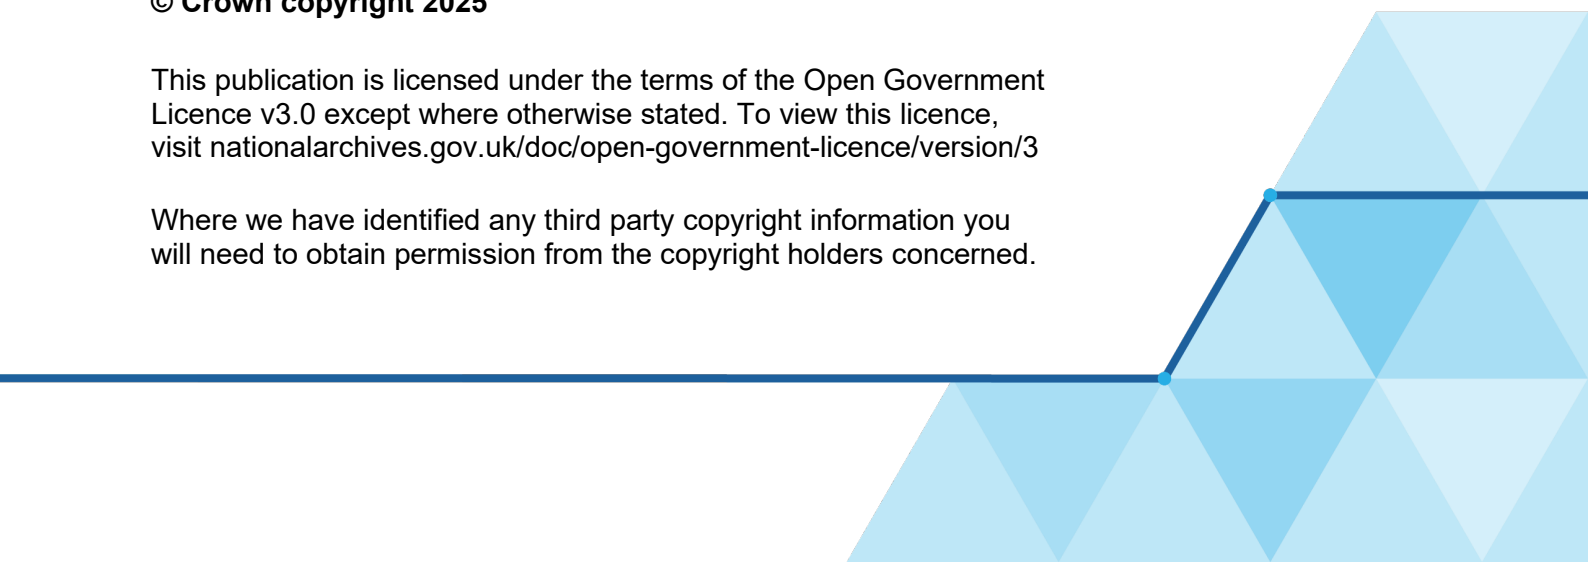 © Crown copyright 2025
This publication is licensed under the terms of the Open Government
Licence v3.0 except where otherwise stated. To view this licence,
visit nationalarchives.gov.uk/doc/open-government-licence/version/3
Where we have identified any third party copyright information you
will need to obtain permission from the copyright holders concerned.